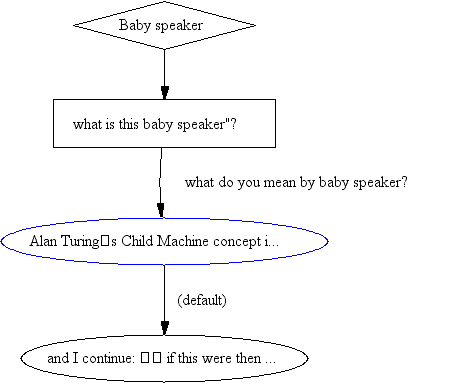 Baby speaker
what is this baby speaker"?
what do you mean by baby speaker?
Alan Turing▯s Child Machine concept i...
(default)
and I continue: ▯▯ if this were then ...